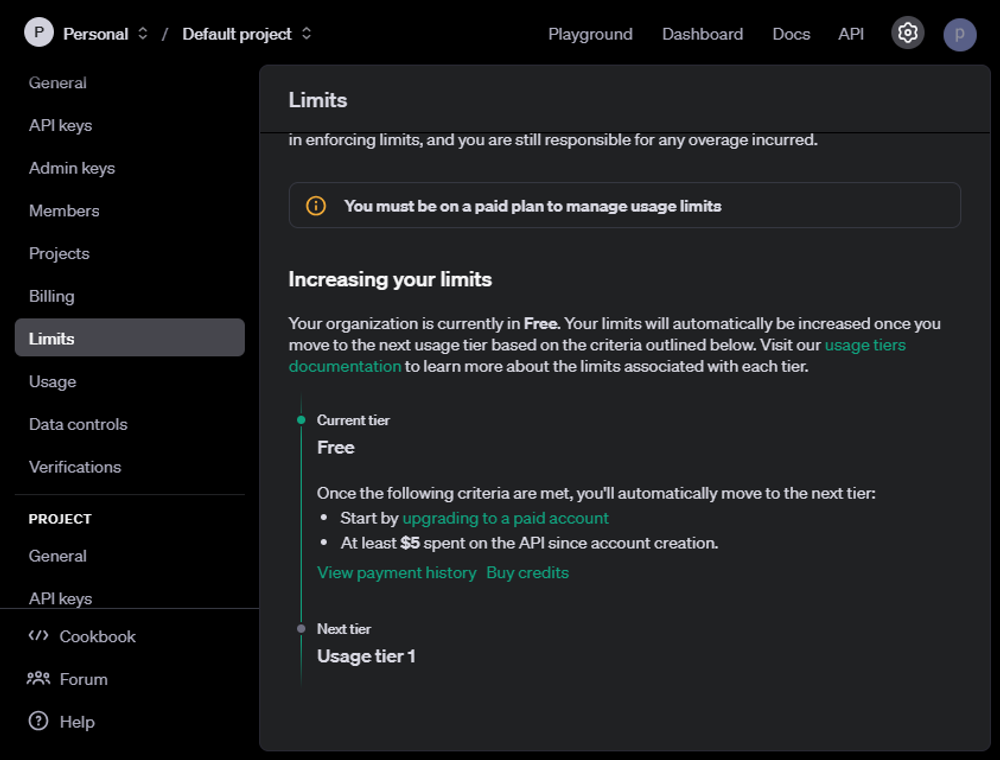 P Personal / Default project Playground Dashboard Docs API p
General
API keys
Admin keys
Members
Projects
Billing
Limits
Usage
Data controls
Verifications
PROJECT
General
API keys
Cookbook
Forum
Help
Limits
in enforcing limits, and you are still responsible for any overage incurred.
You must be on a paid plan to manage usage limits
Increasing your limits
Your organization is currently in Free. Your limits will automatically be increased once you
move to the next usage tier based on the criteria outlined below. Visit our usage tiers
documentation to learn more about the limits associated with each tier.
Current tier
Free
Once the following criteria are met, you'll automatically move to the next tier:
• Start by upgrading to a paid account
• At least $5 spent on the API since account creation.
View payment history Buy credits
Next tier
Usage tier 1